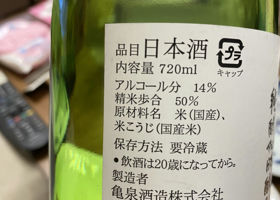 品目 日本酒
内容量 720ml
プラ
キャップ
アルコール分 14%
精米歩合 50%
原材料名 米(国産)、
米こうじ(国産米)
保存方法 要冷蔵
•飲酒は20歳になってから。
製造者
亀泉酒造株式会社